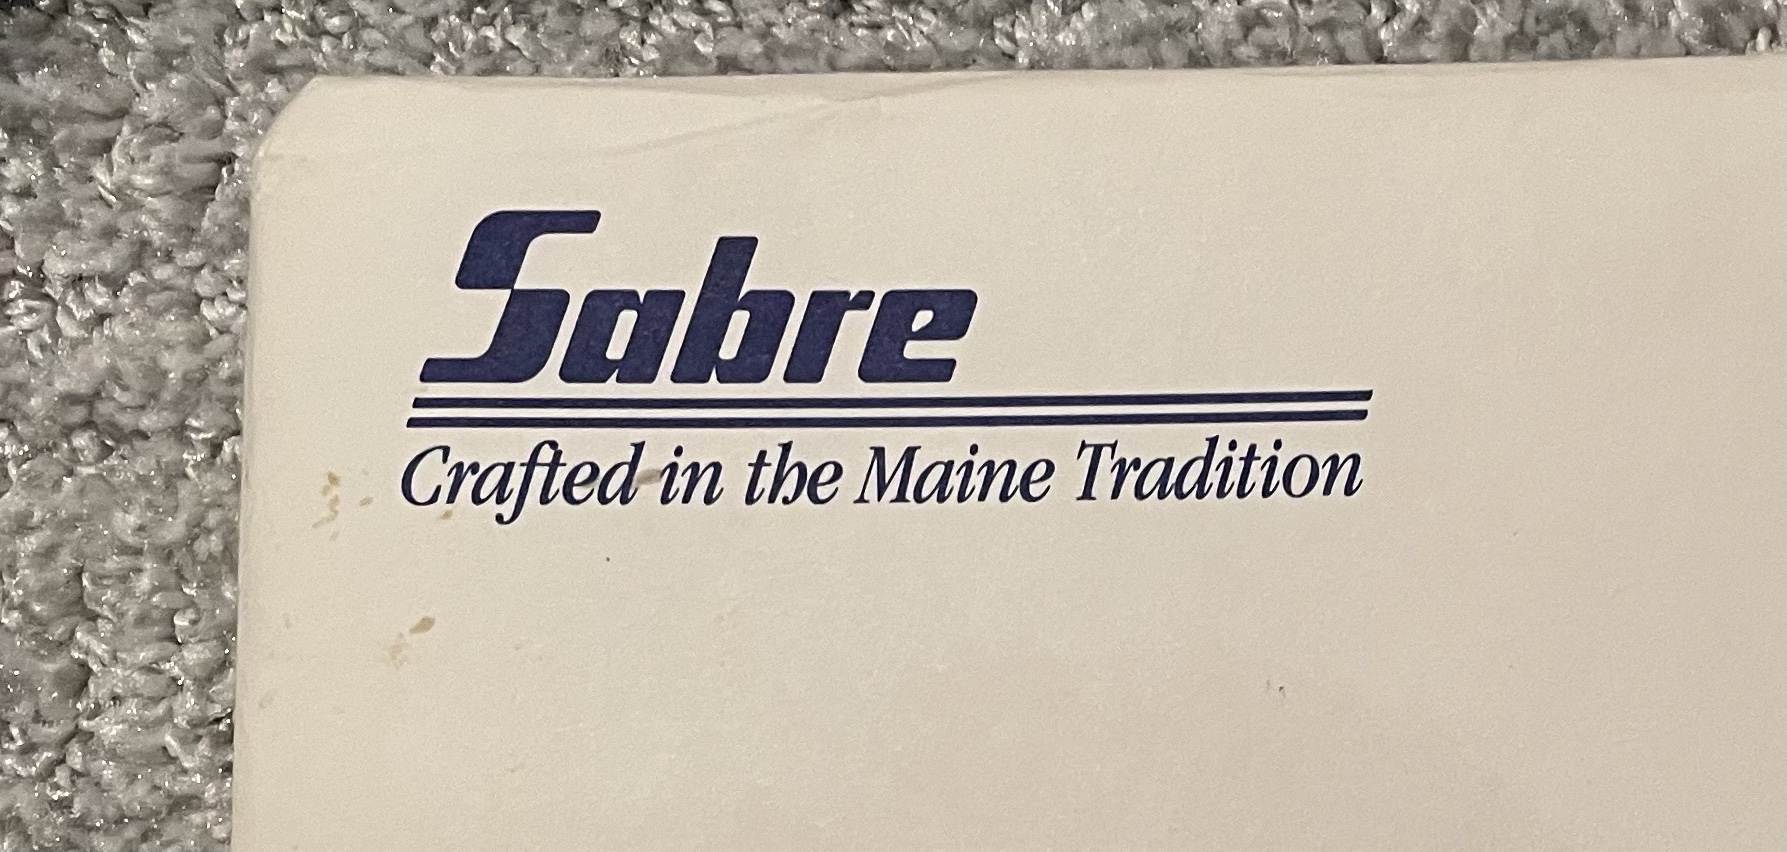 Sabre
Crafted in the Maine Tradition